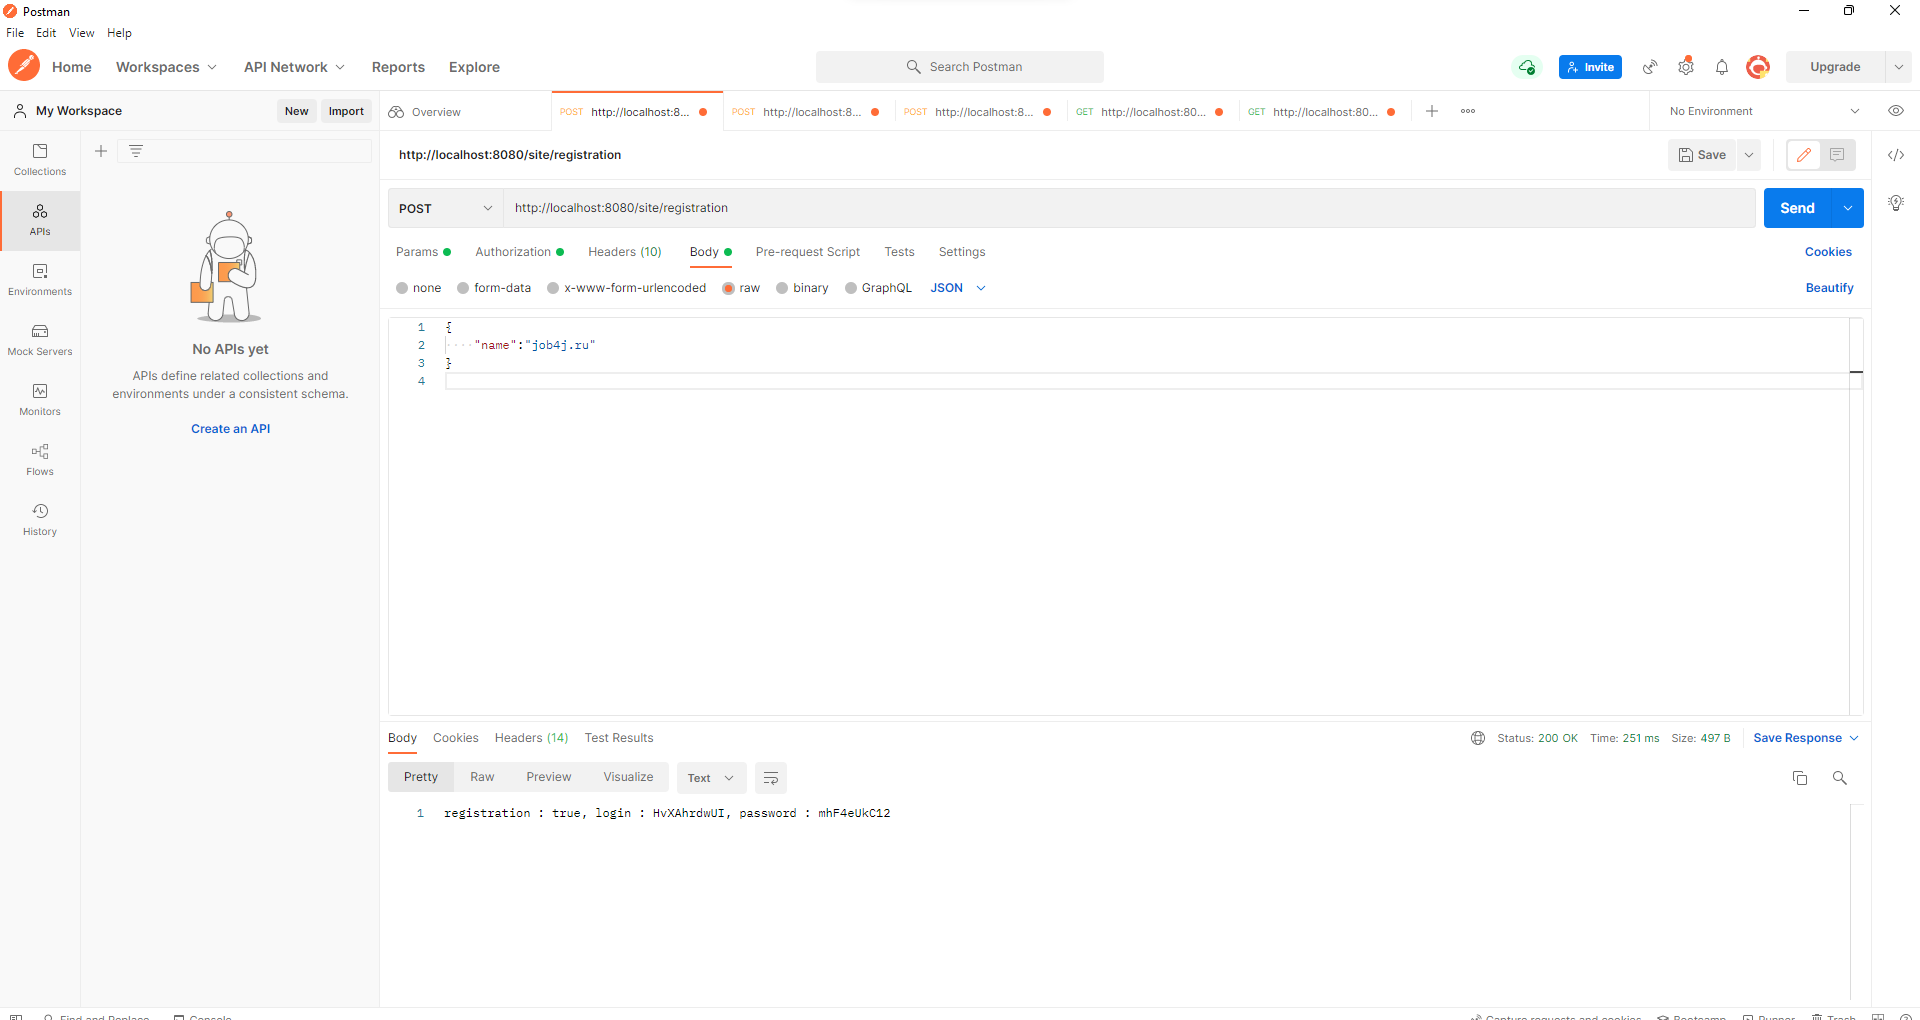 Postman
File Edit View Help
Home Workspaces API Network Reports Explore Search Postman Invite Upgrade
My Workspace New Import Overview POST http://localhost:8... POST http://localhost:8... POST http://localhost:8... GET http://localhost:80... GET http://localhost:80... No Environment
Collections
APIs
Environments
Mock Servers
Monitors
Flows
History
No APIs yet
APIs define related collections and
environments under a consistent schema.
Create an API
http://localhost:8080/site/registration Save
POST http://localhost:8080/site/registration Send
Params Authorization Headers (10) Body Pre-request Script Tests Settings Cookies
none form-data x-www-form-urlencoded raw binary GraphQL JSON Beautify
1 {
2 ····"name":"job4j.ru"
3 }
4
Body Cookies Headers (14) Test Results Status: 200 OK Time: 251 ms Size: 497 B Save Response
Pretty Raw Preview Visualize Text
1 registration : true, login : HvXAhrdwUI, password : mhF4eUkC12
Find and Replace Console Capture requests and cookies Bootcamp Runner Trash